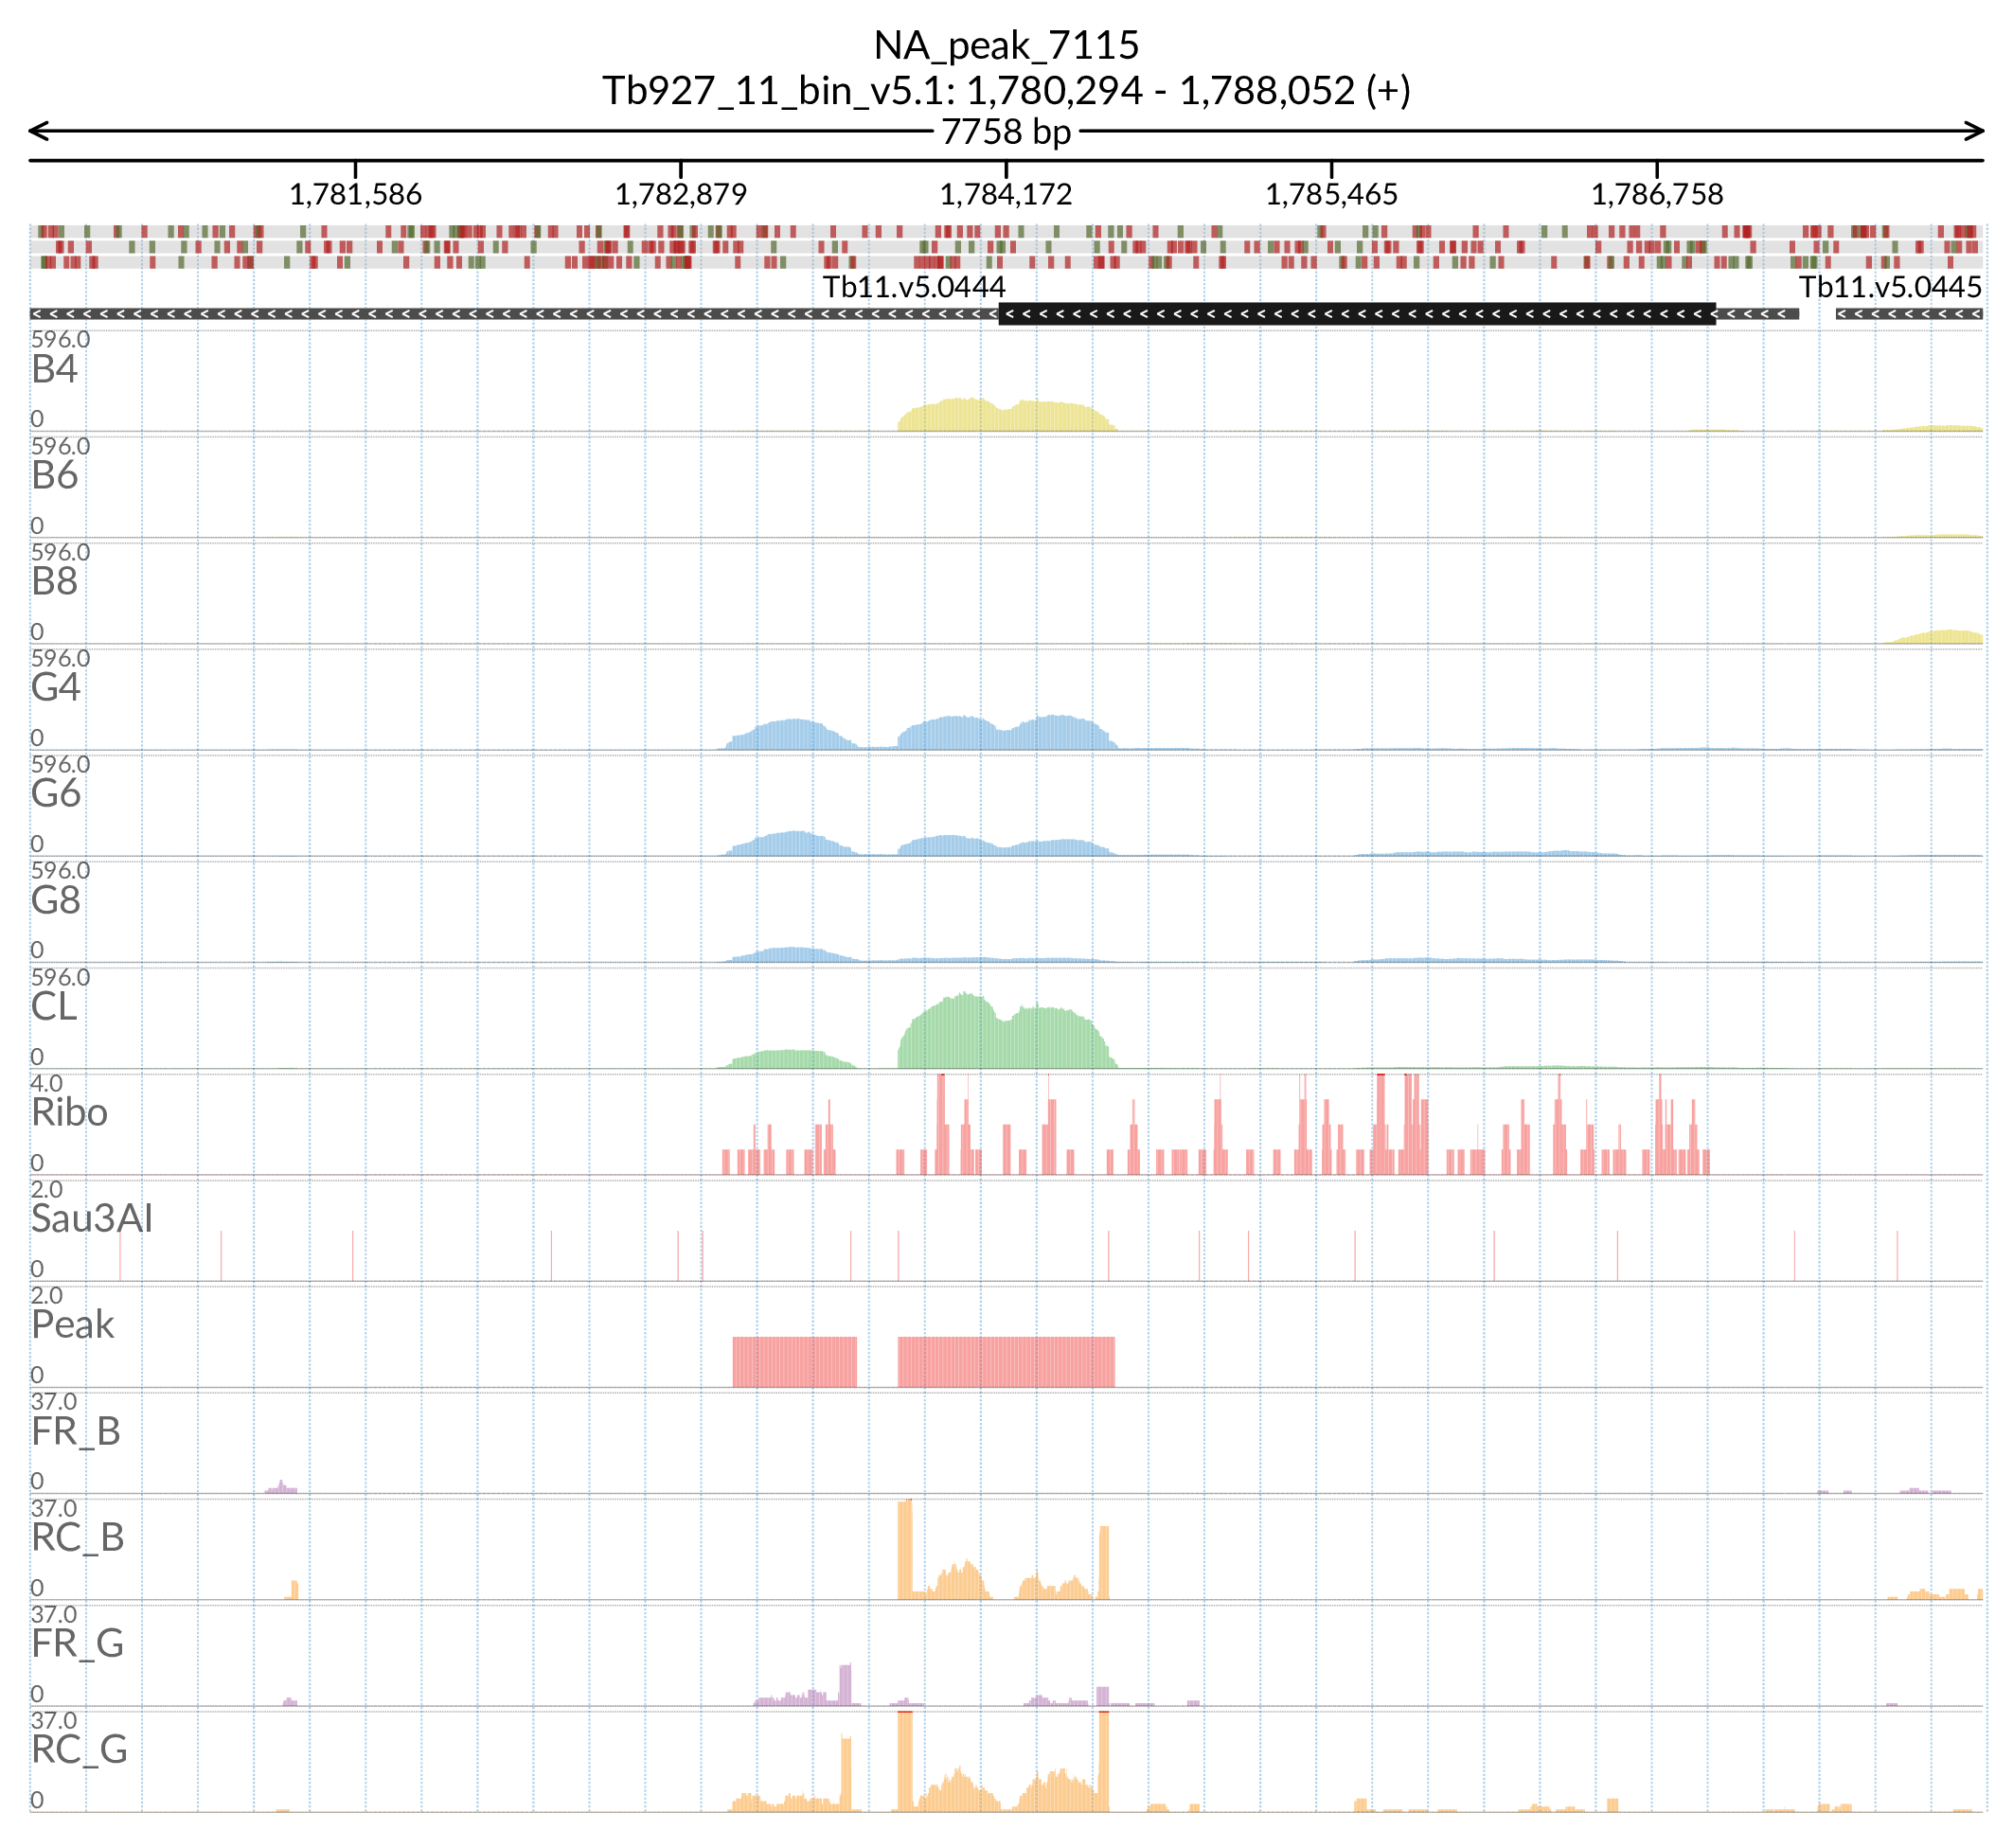 NA_peak_7115
Tb927_11_bin_v5.1: 1,780,294 - 1,788,052 (+)
7758 bp
1,781,586 1,782,879 1,784,172 1,785,465 1,786,758
Tb11.v5.0444 Tb11.v5.0445
596.0
B4
0
596.0
B6
0
596.0
B8
0
596.0
G4
0
596.0
G6
0
596.0
G8
0
596.0
CL
0
4.0
Ribo
0
2.0
Sau3AI
0
2.0
Peak
0
37.0
FR_B
0
37.0
RC_B
0
37.0
FR_G
0
37.0
RC_G
0